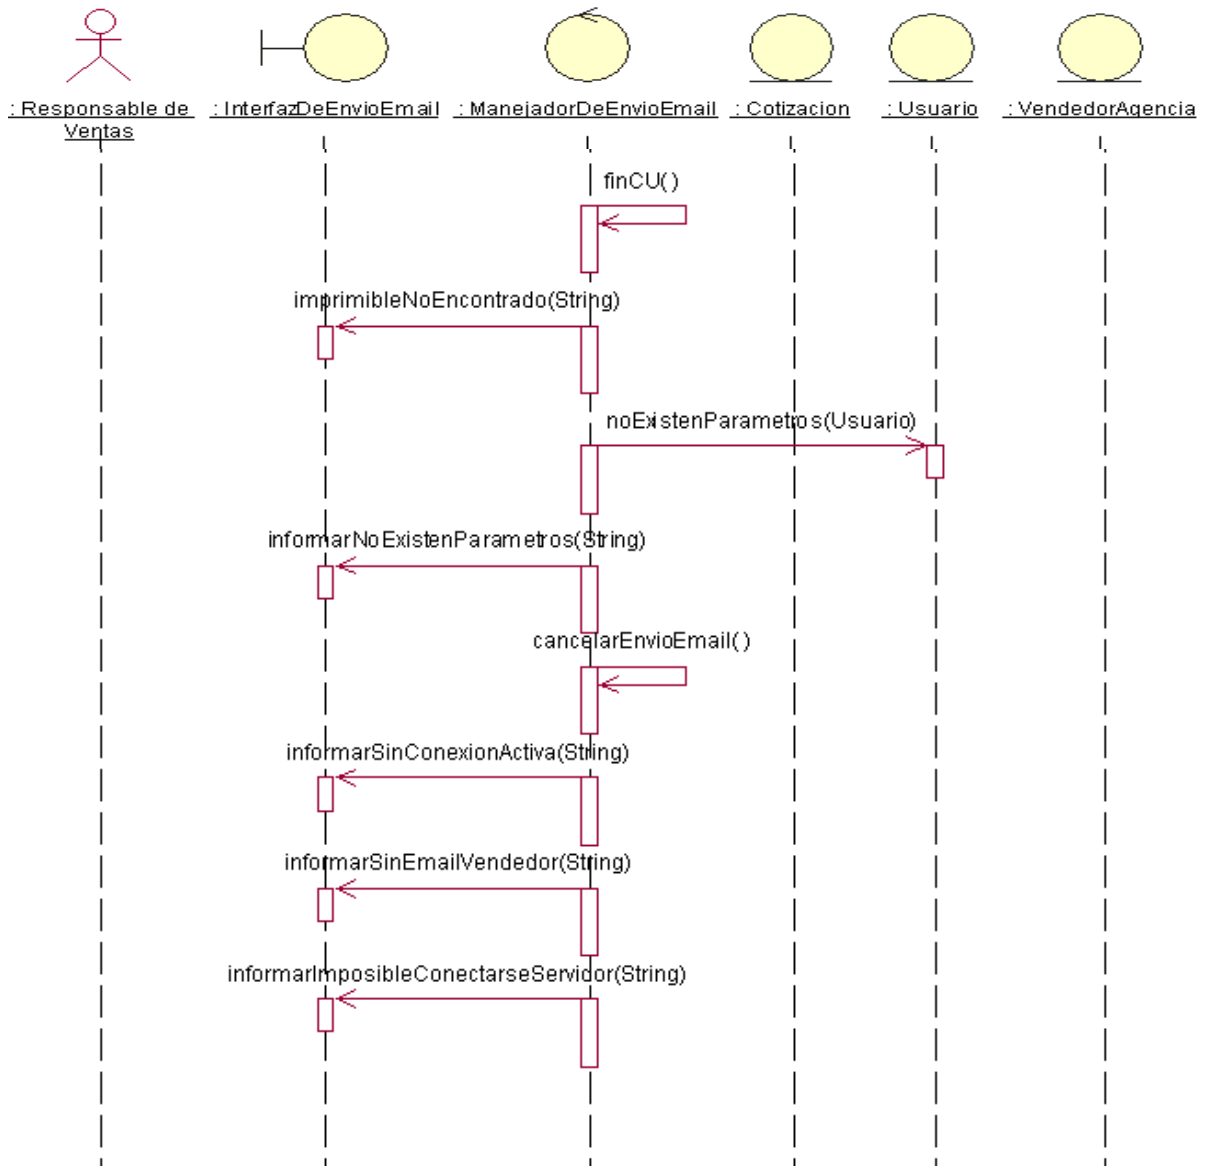 : Responsable de
Ventas
: InterfazDeEnvioEmail
: ManejadorDeEnvioEmail
: Cotizacion
: Usuario
: VendedorAgencia
finCU()
imprimibleNoEncontrado(String)
noExistenParametros(Usuario)
informarNoExistenParametros(String)
cancelarEnvioEmail()
informarSinConexionActiva(String)
informarSinEmailVendedor(String)
informarImposibleConectarseServidor(String)